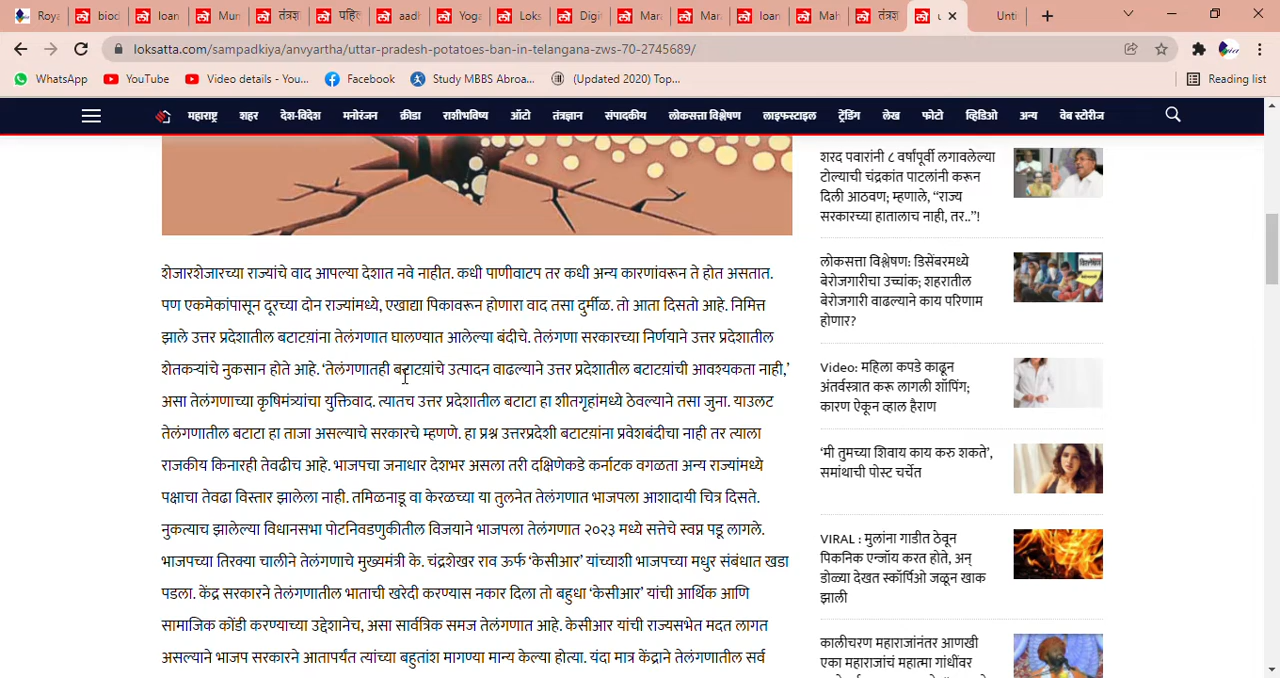 Roya
biod
loan
Mun
तंत्रज्ञ
पहिल
aadh
Yoga
Loks
Digi
Mara
Mara
loan
Mah
तंत्रज्ञ
u
Unti
loksatta.com/sampadkiya/anvyartha/uttar-pradesh-potatoes-ban-in-telangana-zws-70-2745689/
WhatsApp
YouTube
Video details - You...
Facebook
Study MBBS Abroa...
(Updated 2020) Top...
Reading list
महाराष्ट्र शहर देश-विदेश मनोरंजन क्रीडा राशीभविष्य ऑटो तंत्रज्ञान संपादकीय लोकसत्ता विश्लेषण लाइफस्टाइल ट्रेंडिंग लेख फोटो व्हिडिओ अन्य वेब स्टोरीज
शेजारशेजारच्या राज्यांचे वाद आपल्या देशात नवे नाहीत. कधी पाणीवाटप तर कधी अन्य कारणांवरून ते होत असतात.
पण एकमेकांपासून दूरच्या दोन राज्यांमध्ये, एखाद्या पिकावरून होणारा वाद तसा दुर्मीळ. तो आता दिसतो आहे. निमित्त
झाले उत्तर प्रदेशातील बटाटय़ांना तेलंगणात घालण्यात आलेल्या बंदीचे. तेलंगणा सरकारच्या निर्णयाने उत्तर प्रदेशातील
शेतकऱ्यांचे नुकसान होते आहे. ‘तेलंगणातही बटाटय़ांचे उत्पादन वाढल्याने उत्तर प्रदेशातील बटाटय़ांची आवश्यकता नाही,’
असा तेलंगणाच्या कृषिमंत्र्यांचा युक्तिवाद. त्यातच उत्तर प्रदेशातील बटाटा हा शीतगृहांमध्ये ठेवल्याने तसा जुना. याउलट
तेलंगणातील बटाटा हा ताजा असल्याचे सरकारचे म्हणणे. हा प्रश्न उत्तरप्रदेशी बटाटय़ांना प्रवेशबंदीचा नाही तर त्याला
राजकीय किनारही तेवढीच आहे. भाजपचा जनाधार देशभर असला तरी दक्षिणेकडे कर्नाटक वगळता अन्य राज्यांमध्ये
पक्षाचा तेवढा विस्तार झालेला नाही. तमिळनाडू वा केरळच्या या तुलनेत तेलंगणात भाजपला आशादायी चित्र दिसते.
नुकत्याच झालेल्या विधानसभा पोटनिवडणुकीतील विजयाने भाजपला तेलंगणात २०२३ मध्ये सत्तेचे स्वप्न पडू लागले.
भाजपच्या तिरक्या चालीने तेलंगणाचे मुख्यमंत्री के. चंद्रशेखर राव ऊर्फ ‘केसीआर’ यांच्याशी भाजपच्या मधुर संबंधात खडा
पडला. केंद्र सरकारने तेलंगणातील भाताची खरेदी करण्यास नकार दिला तो बहुधा ‘केसीआर’ यांची आर्थिक आणि
सामाजिक कोंडी करण्याच्या उद्देशानेच, असा सार्वत्रिक समज तेलंगणात आहे. केसीआर यांची राज्यसभेत मदत लागत
असल्याने भाजप सरकारने आतापर्यंत त्यांच्या बहुतांश मागण्या मान्य केल्या होत्या. यंदा मात्र केंद्राने तेलंगणातील सर्व
शरद पवारांनी ८ वर्षांपूर्वी लगावलेल्या
टोल्याची चंद्रकांत पाटलांनी करून
दिली आठवण; म्हणाले, “राज्य
सरकारच्या हातालाच नाही, तर..”!
लोकसत्ता विश्लेषण: डिसेंबरमध्ये
बेरोजगारीचा उच्चांक; शहरातील
बेरोजगारी वाढल्याने काय परिणाम
होणार?
Video: महिला कपडे काढून
अंतर्वस्त्रात करू लागली शॉपिंग;
कारण ऐकून व्हाल हैराण
‘मी तुमच्या शिवाय काय करु शकते’,
समांथाची पोस्ट चर्चेत
VIRAL : मुलांना गाडीत ठेवून
पिकनिक एन्जॉय करत होते, अन्
डोळ्या देखत स्कॉर्पिओ जळून खाक
झाली
कालीचरण महाराजांनंतर आणखी
एका महाराजांचं महात्मा गांधींवर